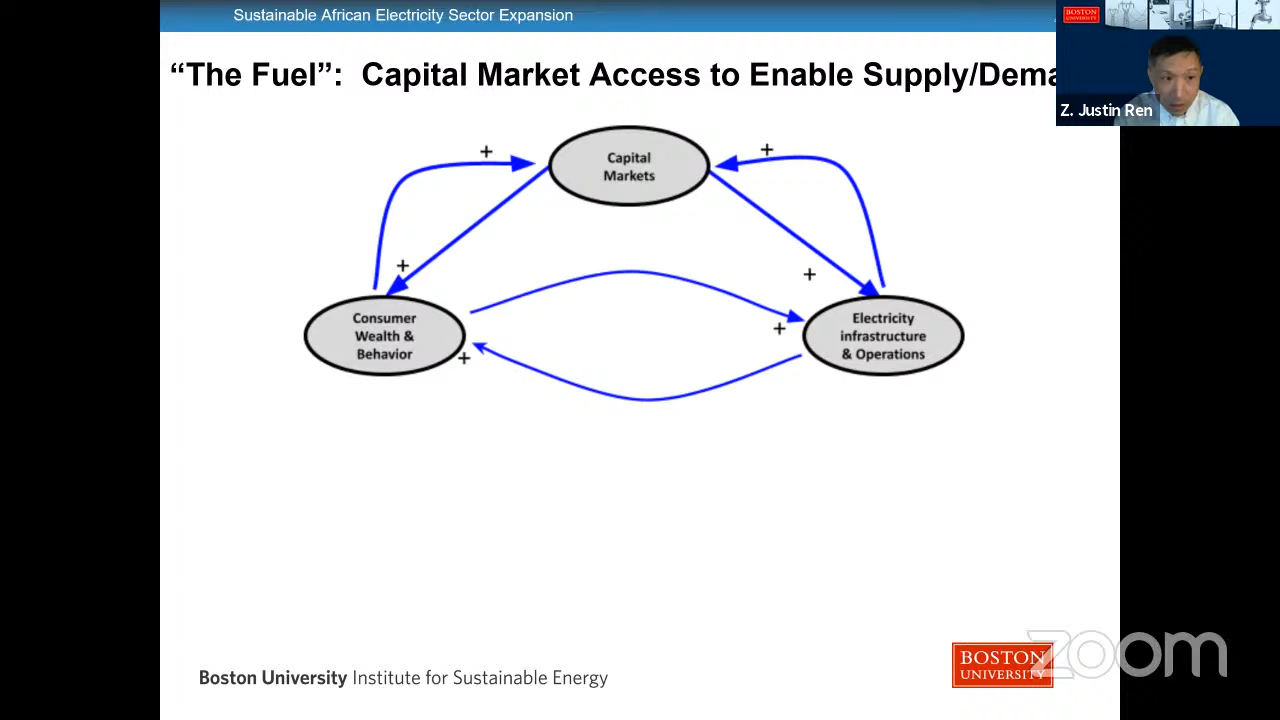 Sustainable African Electricity Sector Expansion
“The Fuel”: Capital Market Access to Enable Supply/Dema
BOSTON
UNIVERSITY
Z. Justin Ren
+
+
Capital
Markets
+
+
+
+
Consumer
Wealth &
Behavior
Electricity
infrastructure
& Operations
Boston University Institute for Sustainable Energy
BOSTON
UNIVERSITY
zoom